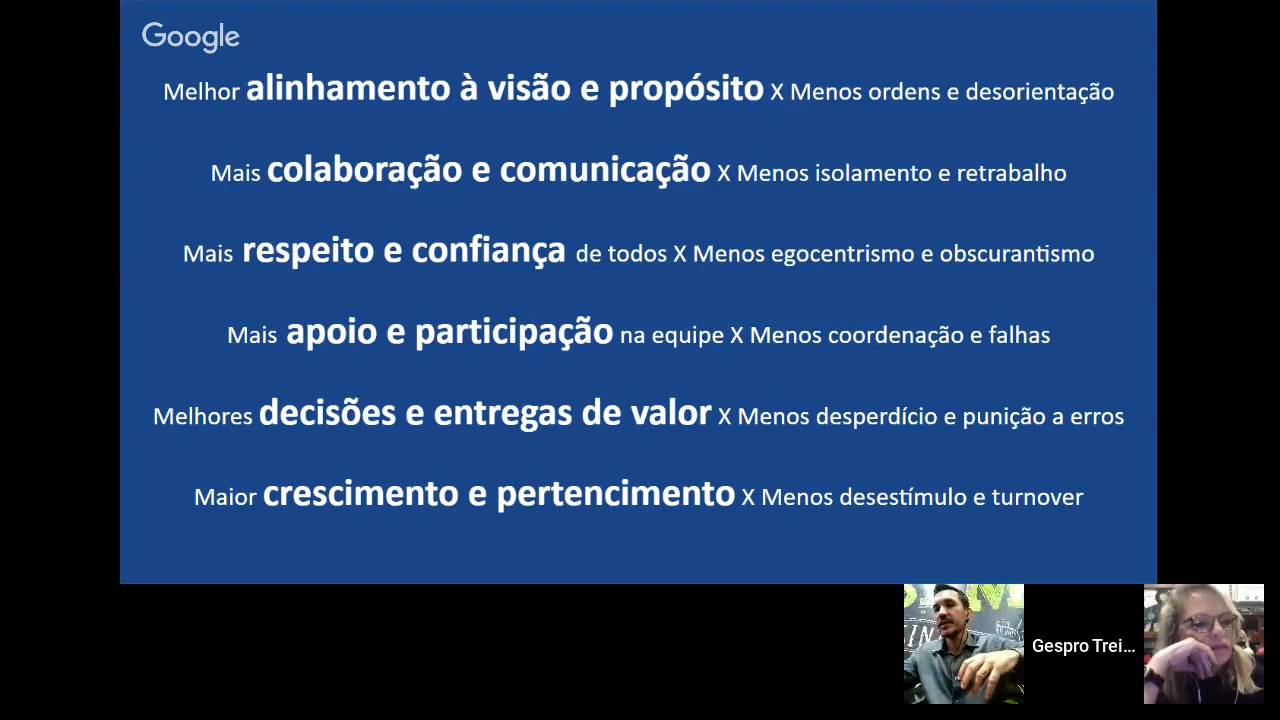 Google
Melhor alinhamento à visão e propósito X Menos ordens e desorientação
Mais colaboração e comunicação X Menos isolamento e retrabalho
Mais respeito e confiança de todos X Menos egocentrismo e obscurantismo
Mais apoio e participação na equipe X Menos coordenação e falhas
Melhores decisões e entregas de valor X Menos desperdício e punição a erros
Maior crescimento e pertencimento X Menos desestímulo e turnover
Gespro Trei...